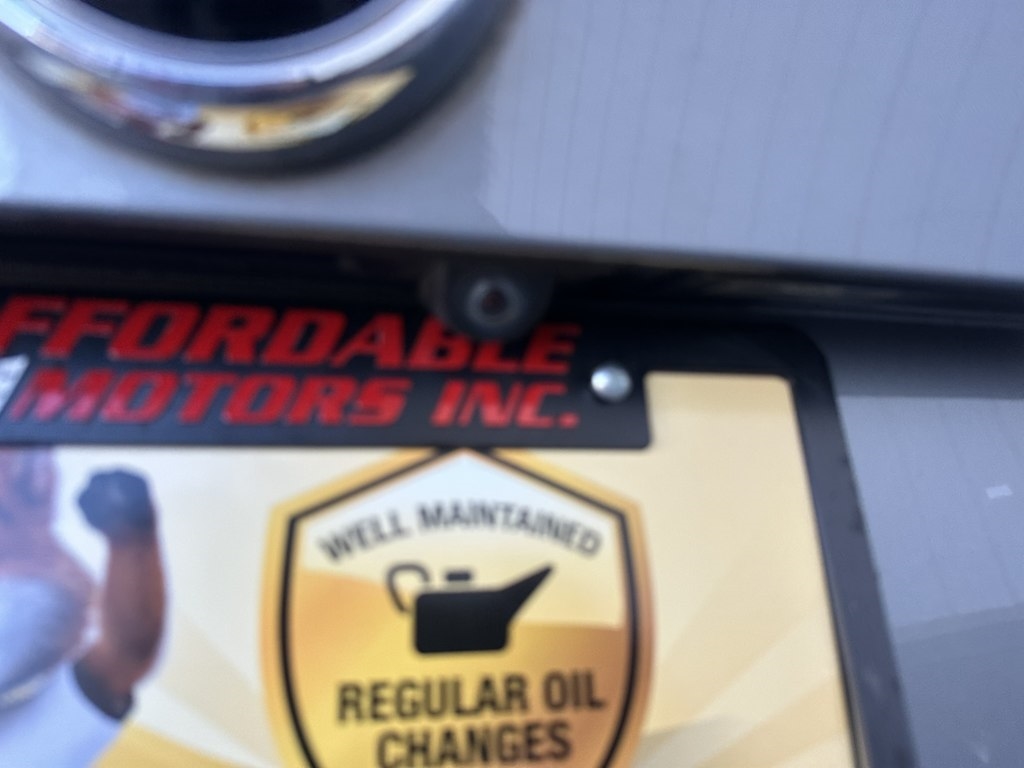 FFORDABLE
MOTORS INC.
WELL MAINTAINED
REGULAR OIL
CHANGES